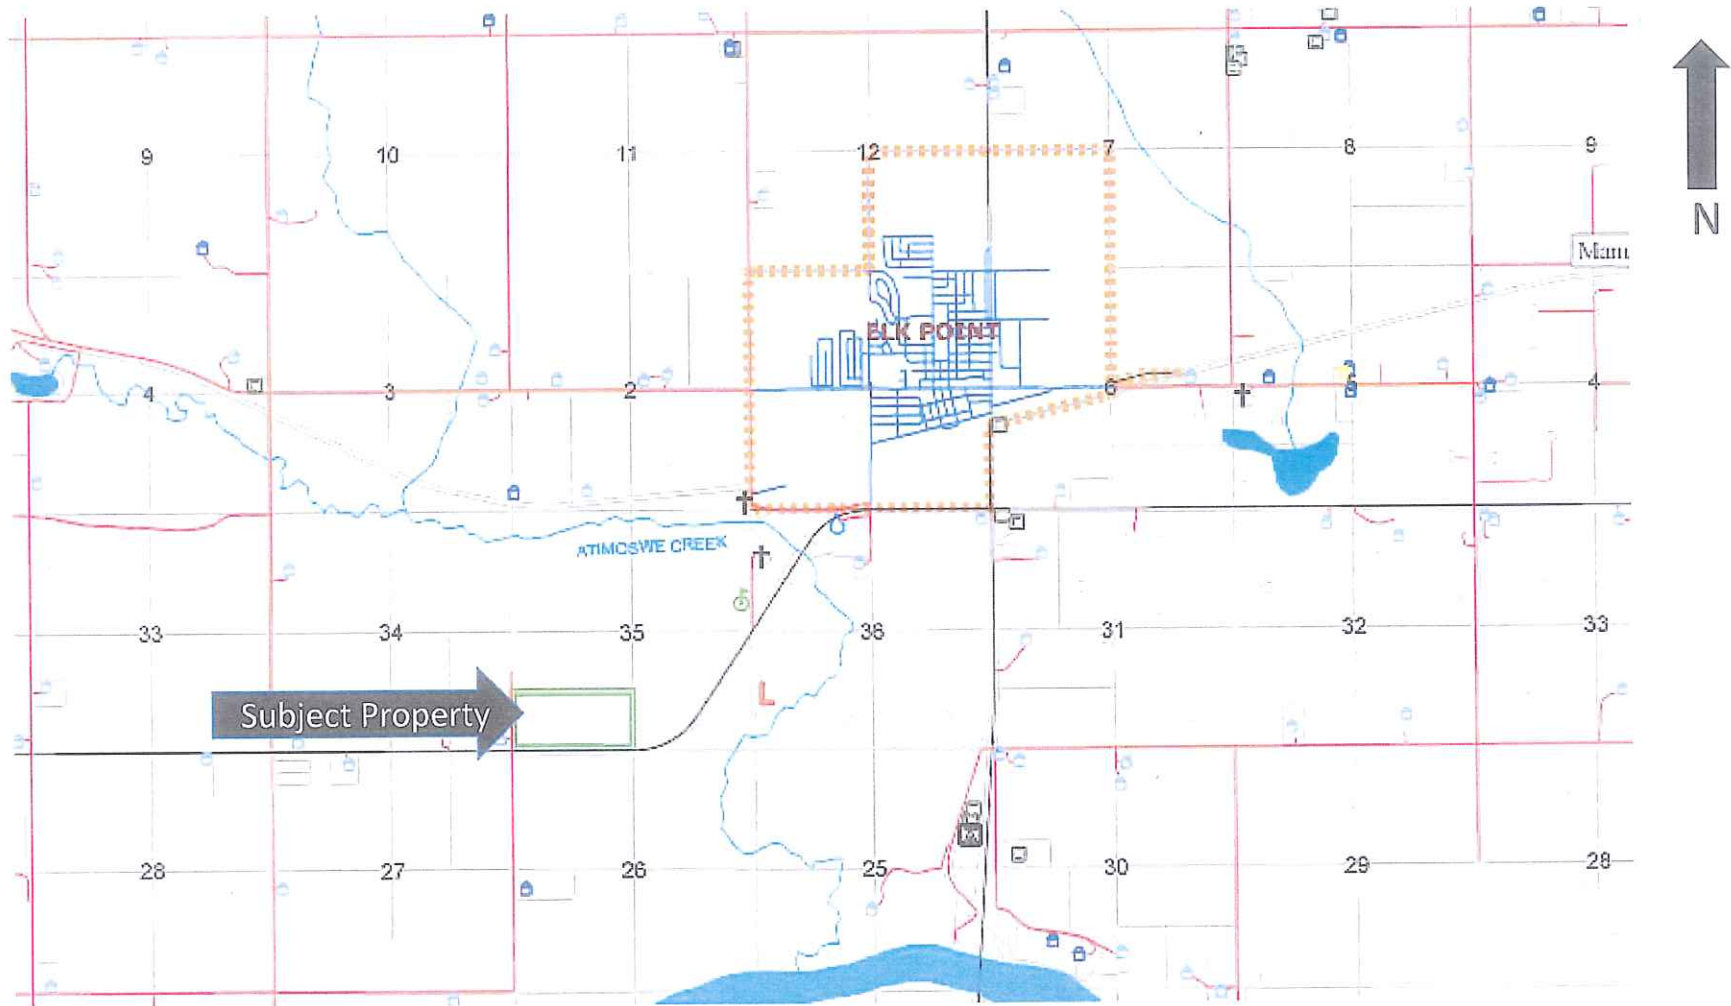 9 10 11 12 7 8 9
N
Mam
ELK POINT
4 3 2 6 4
ATIMOSWE CREEK
33 34 35 36 31 32 33
L
Subject Property
28 27 26 25 30 29 28